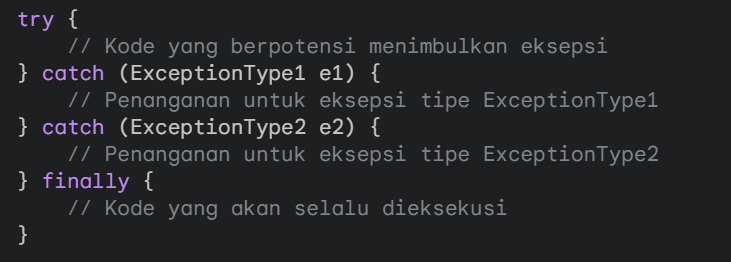 try {
    // Kode yang berpotensi menimbulkan eksepsi
} catch (ExceptionType1 e1) {
    // Penanganan untuk eksepsi tipe ExceptionType1
} catch (ExceptionType2 e2) {
    // Penanganan untuk eksepsi tipe ExceptionType2
} finally {
    // Kode yang akan selalu dieksekusi
}